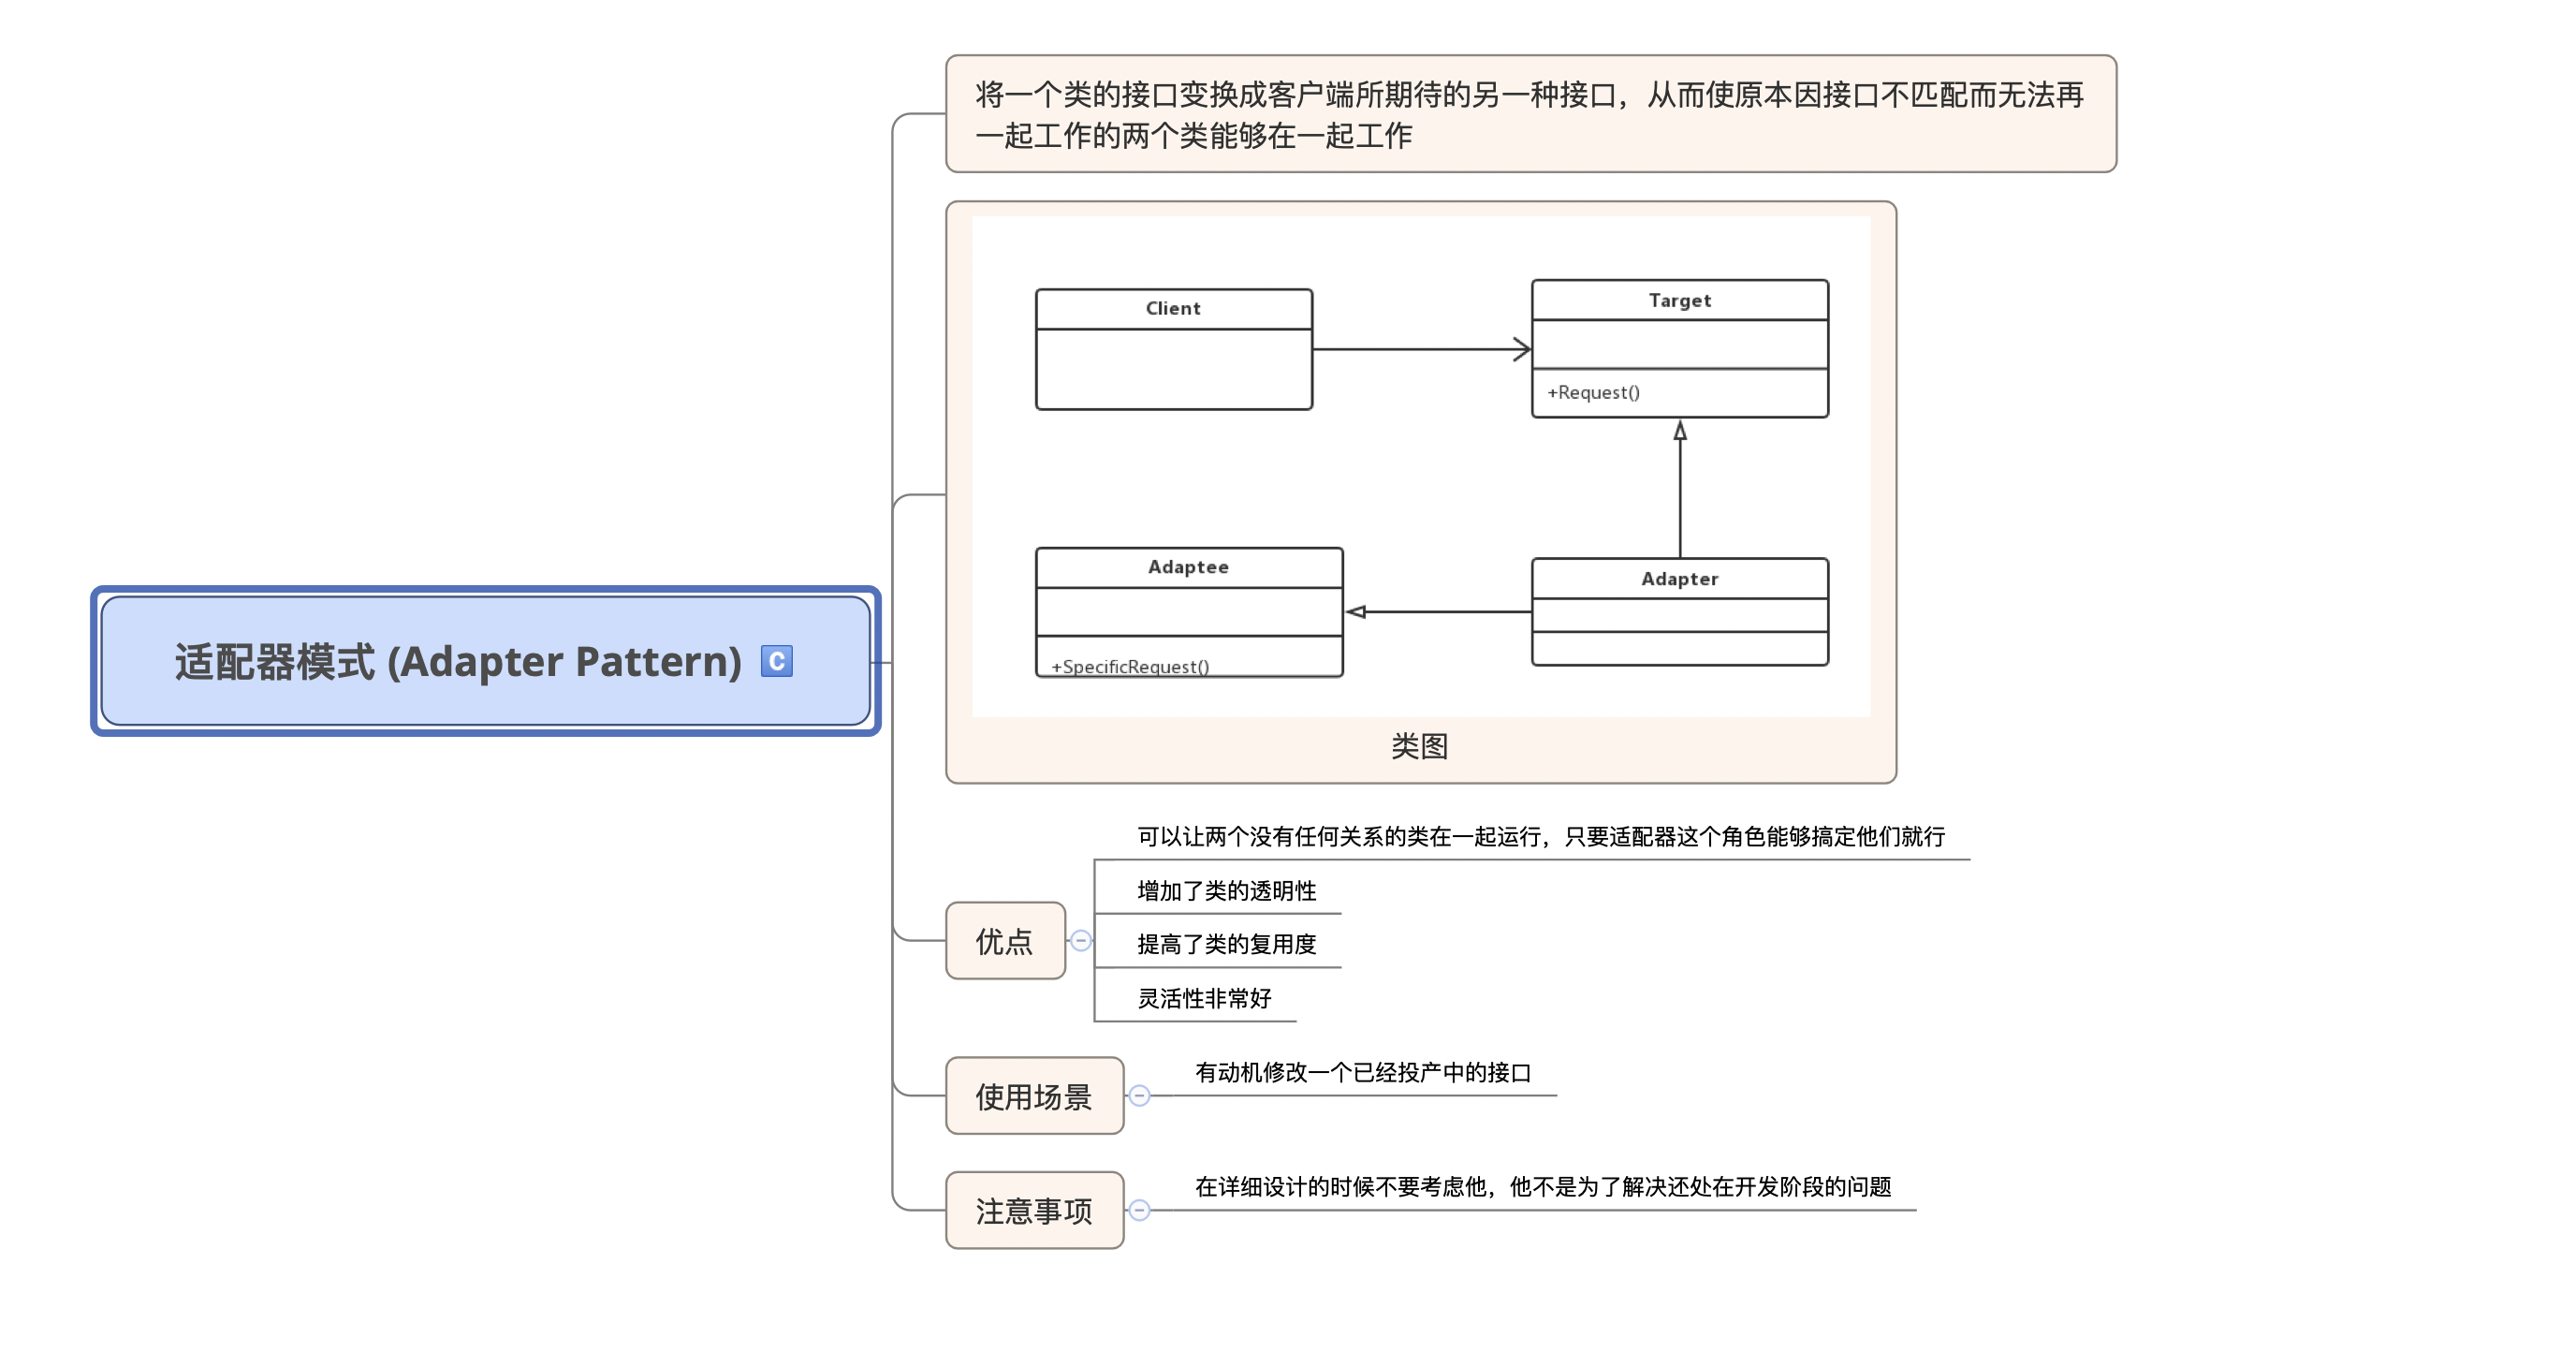 将一个类的接口变换成客户端所期待的另一种接口，从而使原本因接口不匹配而无法再
一起工作的两个类能够在一起工作
Client
Target
+Request()
Adaptee
+SpecificRequest()
Adapter
类图
适配器模式 (Adapter Pattern) C
优点
可以让两个没有任何关系的类在一起运行，只要适配器这个角色能够搞定他们就行
增加了类的透明性
提高了类的复用度
灵活性非常好
使用场景
有动机修改一个已经投产中的接口
注意事项
在详细设计的时候不要考虑他，他不是为了解决还处在开发阶段的问题